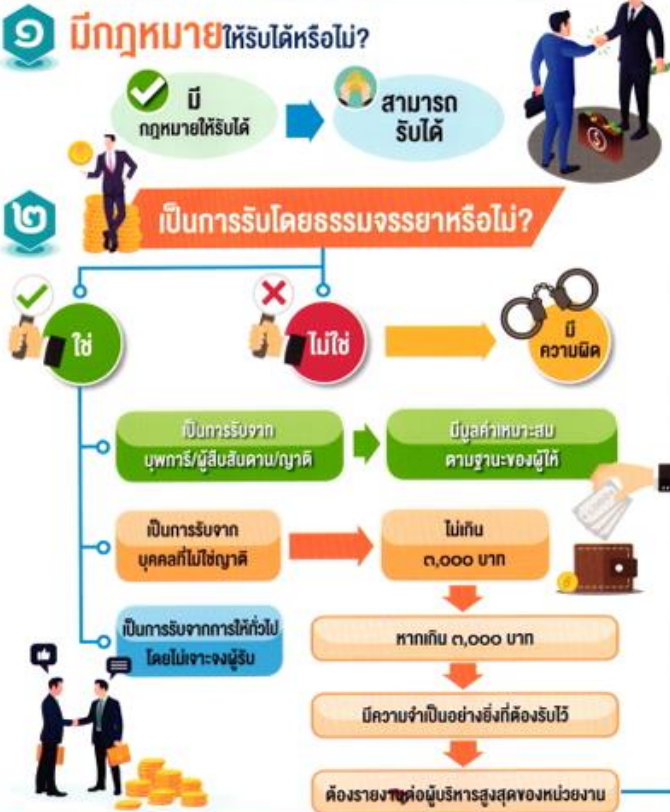 ๑ มีกฎหมายให้รับได้หรือไม่?
มี
กฎหมายให้รับได้
สามารถ
รับได้
๒ เป็นการรับโดยธรรมจรรยาหรือไม่?
ใช่
ไม่ใช่
มี
ความผิด
เป็นการรับจาก
บุพการี/ผู้สืบสันดาน/ญาติ
มีมูลค่าเหมาะสม
ตามฐานะของผู้ให้
เป็นการรับจาก
บุคคลที่ไม่ใช่ญาติ
ไม่เกิน
๓,๐๐๐ บาท
เป็นการรับจากการให้ทั่วไป
โดยไม่เจาะจงผู้รับ
หากเกิน ๓,๐๐๐ บาท
มีความจำเป็นอย่างยิ่งที่ต้องรับไว้
ต้องรายงานต่อผู้บริหารสูงสุดของหน่วยงาน